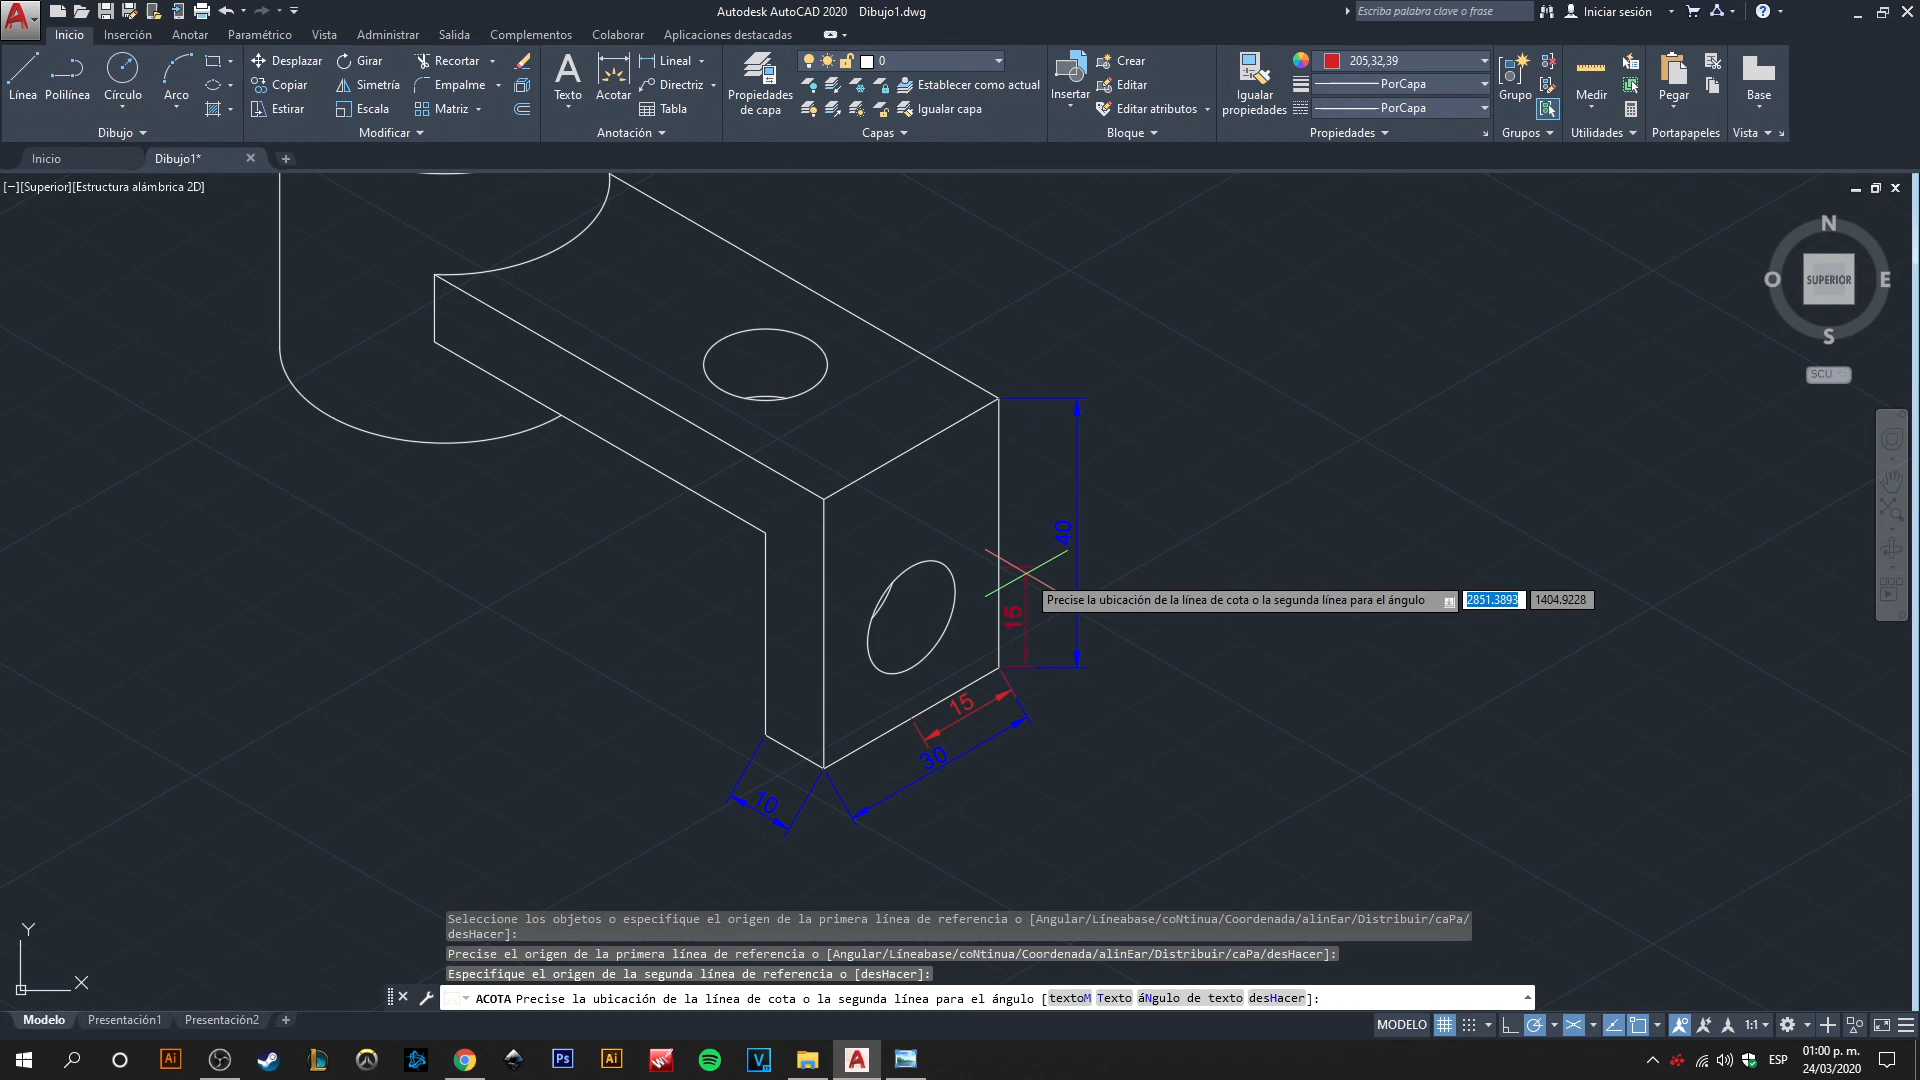 Autodesk AutoCAD 2020 Dibujo1.dwg
Escriba palabra clave o frase
Iniciar sesión
Inicio Inserción Anotar Paramétrico Vista Administrar Salida Complementos Colaborar Aplicaciones destacadas
Línea Polilínea Círculo Arco
Desplazar Girar Recortar
Copiar Simetría Empalme
Estirar Escala Matriz
Texto Acotar
Lineal
Directriz
Tabla
Propiedades de capa
0
Establecer como actual
Igualar capa
Insertar
Crear
Editar
Editar atributos
Igualar propiedades
205,32,39
PorCapa
PorCapa
Grupo
Medir
Pegar
Base
Dibujo Modificar Anotación Capas Bloque Propiedades Grupos Utilidades Portapapeles Vista
Inicio Dibujo1*
[−][Superior][Estructura alámbrica 2D]
N
O SUPERIOR E
S
SCU
40
15
15
30
10
Precise la ubicación de la línea de cota o la segunda línea para el ángulo 2851.3893 1404.9228
Y
X
Seleccione los objetos o especifique el origen de la primera línea de referencia o [Angular/Líneabase/coNtinua/Coordenada/alinEar/Distribuir/caPa/
desHacer]:
Precise el origen de la primera línea de referencia o [Angular/Líneabase/coNtinua/Coordenada/alinEar/Distribuir/caPa/desHacer]:
Especifique el origen de la segunda línea de referencia o [desHacer]:
ACOTA Precise la ubicación de la línea de cota o la segunda línea para el ángulo [textoM Texto áNgulo de texto desHacer]:
Modelo Presentación1 Presentación2
MODELO 1:1
ESP
01:00 p. m.
24/03/2020